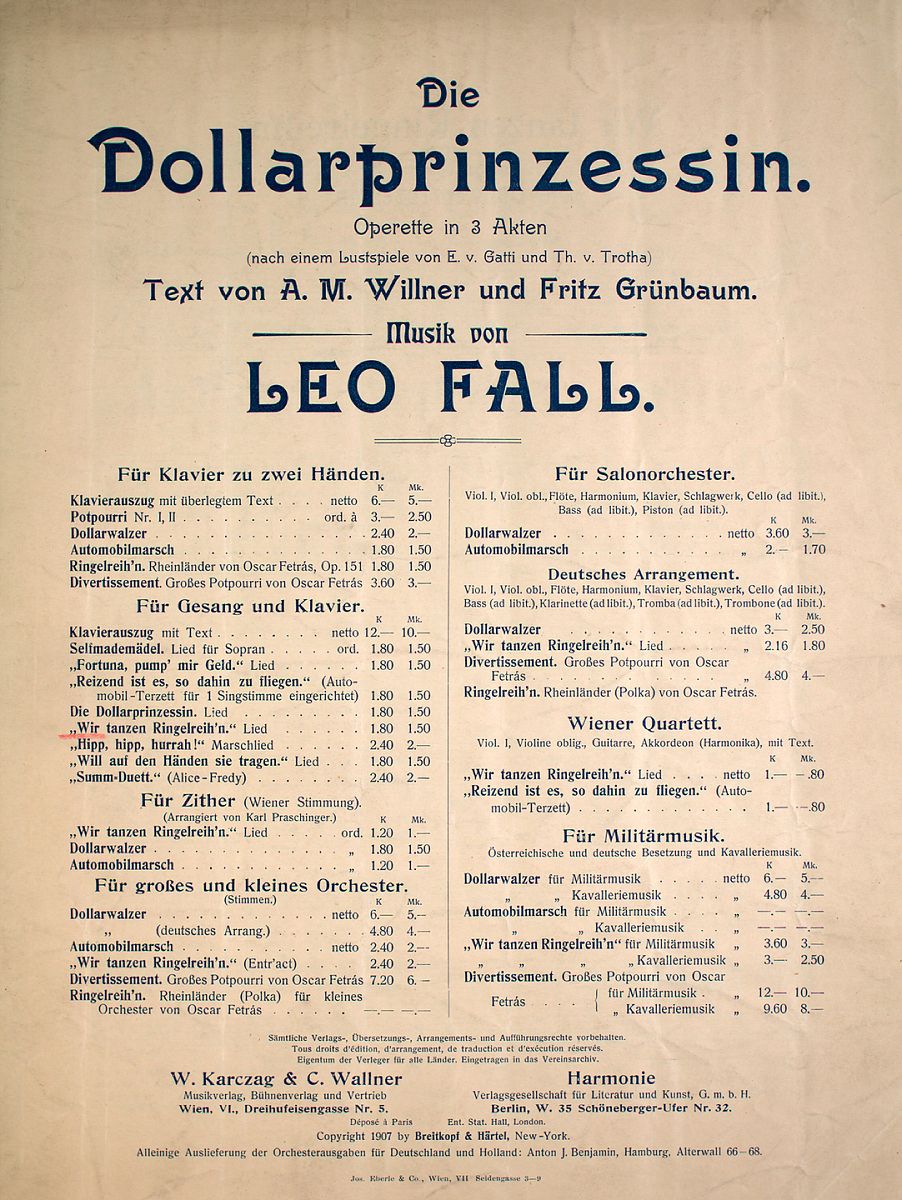 Die
Dollarprinzessin.
Operette in 3 Akten
(nach einem Lustspiele von E. v. Gatti und Th. v. Trotha)
Text von A. M. Willner und Fritz Grünbaum.
Musik von
LEO FALL.
Für Klavier zu zwei Händen.
K Mk.
Klavierauszug mit überlegtem Text . . . . netto 6.— 5.—
Potpourri Nr. I, II . . . . . . . . . . . ord. à 3.— 2.50
Dollarwalzer . . . . . . . . . . . . . . . . 2.40 2.—
Automobilmarsch . . . . . . . . . . . . . . 1.80 1.50
Ringelreih'n. Rheinländer von Oscar Fetrás, Op. 151 1.80 1.50
Divertissement. Großes Potpourri von Oscar Fetrás 3.60 3.—
Für Gesang und Klavier.
K Mk.
Klavierauszug mit Text . . . . . . . . netto 12.— 10.—
Selfmademädel. Lied für Sopran . . . . . ord. 1.80 1.50
„Fortuna, pump' mir Geld.“ Lied . . . . . . 1.80 1.50
„Reizend ist es, so dahin zu fliegen.“ (Auto-
mobil-Terzett für 1 Singstimme eingerichtet) 1.80 1.50
Die Dollarprinzessin. Lied . . . . . . . . . 1.80 1.50
„Wir tanzen Ringelreih'n.“ Lied . . . . . . 1.80 1.50
„Hipp, hipp, hurrah!“ Marschlied . . . . . 2.40 2.—
„Will auf den Händen sie tragen.“ Lied . . . 1.80 1.50
„Summ-Duett.“ (Alice-Fredy) . . . . . . . . 2.40 2.—
Für Zither (Wiener Stimmung).
(Arrangiert von Karl Praschinger.) K Mk.
„Wir tanzen Ringelreih'n.“ Lied . . . . ord. 1.20 1.—
Dollarwalzer . . . . . . . . . . . . . . „ 1.80 1.50
Automobilmarsch . . . . . . . . . . . . „ 1.20 1.—
Für großes und kleines Orchester.
(Stimmen.) K Mk.
Dollarwalzer . . . . . . . . . . . . netto 6.— 5.—
„ (deutsches Arrang.) . . . . . . . 4.80 4.—
Automobilmarsch . . . . . . . . . . netto 2.40 2.—
„Wir tanzen Ringelreih'n.“ (Entr'act) . . . . 2.40 2.—
Divertissement. Großes Potpourri von Oscar Fetrás 7.20 6.—
Ringelreih'n. Rheinländer (Polka) für kleines
Orchester von Oscar Fetrás . . . . . . —.— —.—
Für Salonorchester.
Viol. I, Viol. obl., Flöte, Harmonium, Klavier, Schlagwerk, Cello (ad libit.),
Bass (ad libit.), Piston (ad libit.).
K Mk.
Dollarwalzer . . . . . . . . . . . . netto 3.60 3.—
Automobilmarsch . . . . . . . . . . . „ 2.— 1.70
Deutsches Arrangement.
Viol. I, Viol. obl., Flöte, Harmonium, Klavier, Schlagwerk, Cello (ad libit.),
Bass (ad libit.), Klarinette (ad libit.), Tromba (ad libit.), Trombone (ad libit.).
K Mk.
Dollarwalzer . . . . . . . . . . . . netto 3.— 2.50
„Wir tanzen Ringelreih'n.“ Lied . . . . . „ 2.16 1.80
Divertissement. Großes Potpourri von Oscar
Fetrás . . . . . . . . . . . . . . . „ 4.80 4.—
Ringelreih'n. Rheinländer (Polka) von Oscar Fetrás.
Wiener Quartett.
Viol. I, Violine oblig., Guitarre, Akkordeon (Harmonika), mit Text.
K Mk.
„Wir tanzen Ringelreih'n.“ Lied . . . . netto 1.— —.80
„Reizend ist es, so dahin zu fliegen.“ (Auto-
mobil-Terzett) . . . . . . . . . . . . 1.— —.80
Für Militärmusik.
Österreichische und deutsche Besetzung und Kavalleriemusik.
K Mk.
Dollarwalzer für Militärmusik . . . . . netto 6.— 5.—
„ „ Kavalleriemusik . . . . „ 4.80 4.—
Automobilmarsch für Militärmusik . . . . „ —.— —.—
„ „ Kavalleriemusik . . „ —.— —.—
„Wir tanzen Ringelreih'n“ für Militärmusik „ 3.60 3.—
„ „ „ „ Kavalleriemusik „ 3.— 2.50
Divertissement. Großes Potpourri von Oscar
Fetrás . . . . { für Militärmusik . „ 12.— 10.—
„ Kavalleriemusik „ 9.60 8.—
Sämtliche Verlags-, Übersetzungs-, Arrangements- und Aufführungsrechte vorbehalten.
Tous droits d'édition, d'arrangement, de traduction et d'exécution réservés.
Eigentum der Verleger für alle Länder. Eingetragen in das Vereinsarchiv.
W. Karczag & C. Wallner
Musikverlag, Bühnenverlag und Vertrieb
Wien, VI., Dreihufeisengasse Nr. 5.
Harmonie
Verlagsgesellschaft für Literatur und Kunst, G. m. b. H.
Berlin, W. 35 Schöneberger-Ufer Nr. 32.
Déposé à Paris Ent. Stat. Hall, London.
Copyright 1907 by Breitkopf & Härtel, New-York.
Alleinige Auslieferung der Orchesterausgaben für Deutschland und Holland: Anton J. Benjamin, Hamburg, Alterwall 66—68.
Jos. Eberle & Co., Wien, VII Seidengasse 3—9